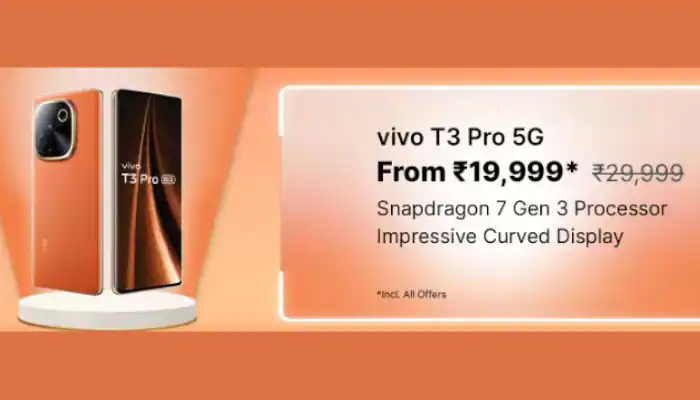 vivo
T3 Pro 5G
vivo T3 Pro 5G
From ₹19,999* ₹29,999
Snapdragon 7 Gen 3 Processor
Impressive Curved Display
*Incl. All Offers